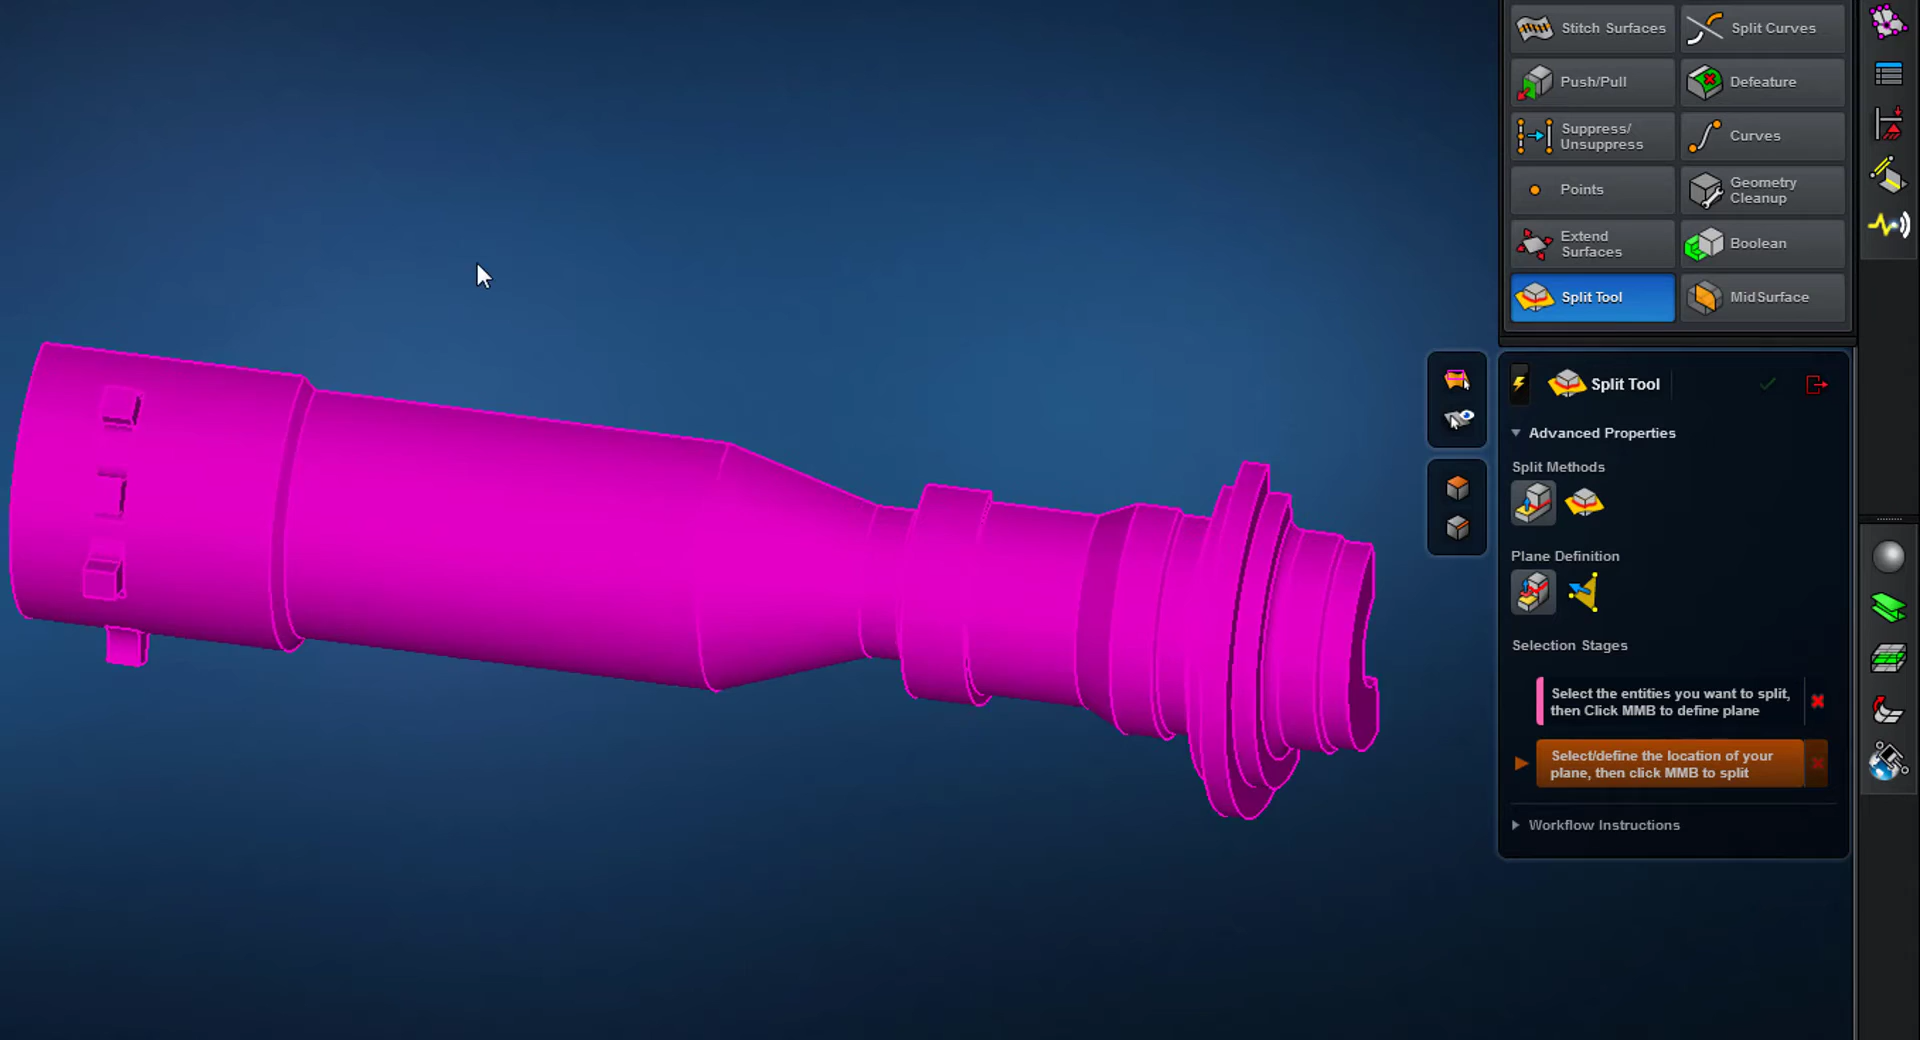 Stitch Surfaces
Split Curves
Push/Pull
Defeature
Suppress/
Unsuppress
Curves
Points
Geometry
Cleanup
Extend
Surfaces
Boolean
Split Tool
MidSurface
Split Tool
Advanced Properties
Split Methods
Plane Definition
Selection Stages
Select the entities you want to split,
then Click MMB to define plane
Select/define the location of your
plane, then click MMB to split
Workflow Instructions